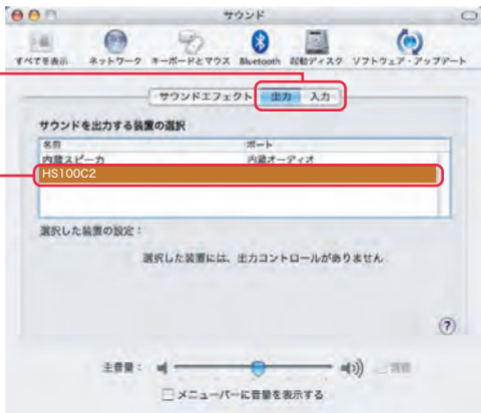 サウンド
すべてを表示 ネットワーク キーボードとマウス Bluetooth 起動ディスク ソフトウェア・アップデート
サウンドエフェクト 出力 入力
サウンドを出力する装置の選択
名前 ポート
内蔵スピーカ 内蔵オーディオ
HS100C2
選択した装置の設定：
選択した装置には、出力コントロールがありません
?
主音量： 消音
メニューバーに音量を表示する